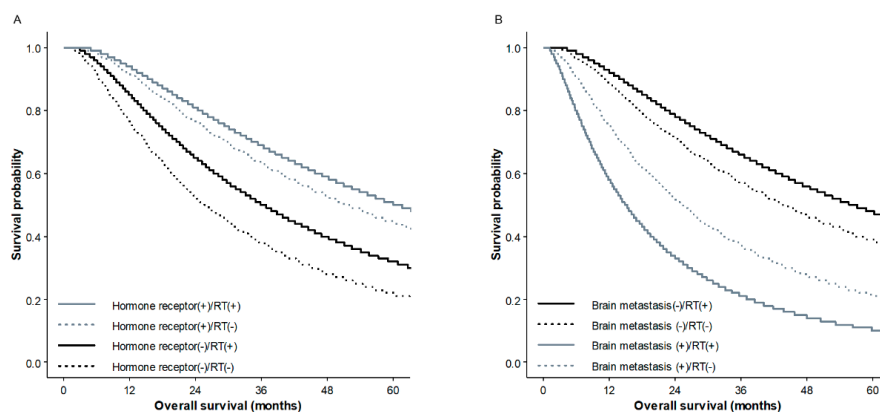 A
Survival probability
1.0
0.8
0.6
0.4
0.2
0.0
Hormone receptor(+)/RT(+)
Hormone receptor(+)/RT(-)
Hormone receptor(-)/RT(+)
Hormone receptor(-)/RT(-)
0 12 24 36 48 60
Overall survival (months)
B
Survival probability
1.0
0.8
0.6
0.4
0.2
0.0
Brain metastasis(-)/RT(+)
Brain metastasis (-)/RT(-)
Brain metastasis (+)/RT(+)
Brain metastasis (+)/RT(-)
0 12 24 36 48 60
Overall survival (months)